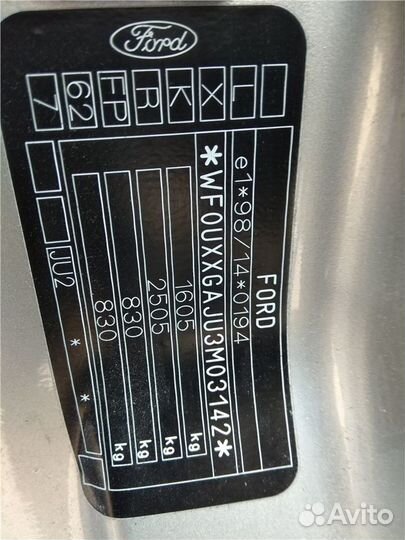 Ford
7 62 FP R K X L
FORD
e1*98/14*0194
*WF0UXXGAJU3M03142*
1605 kg
2505 kg
830 kg
830 kg
JU2
*
*
Avito